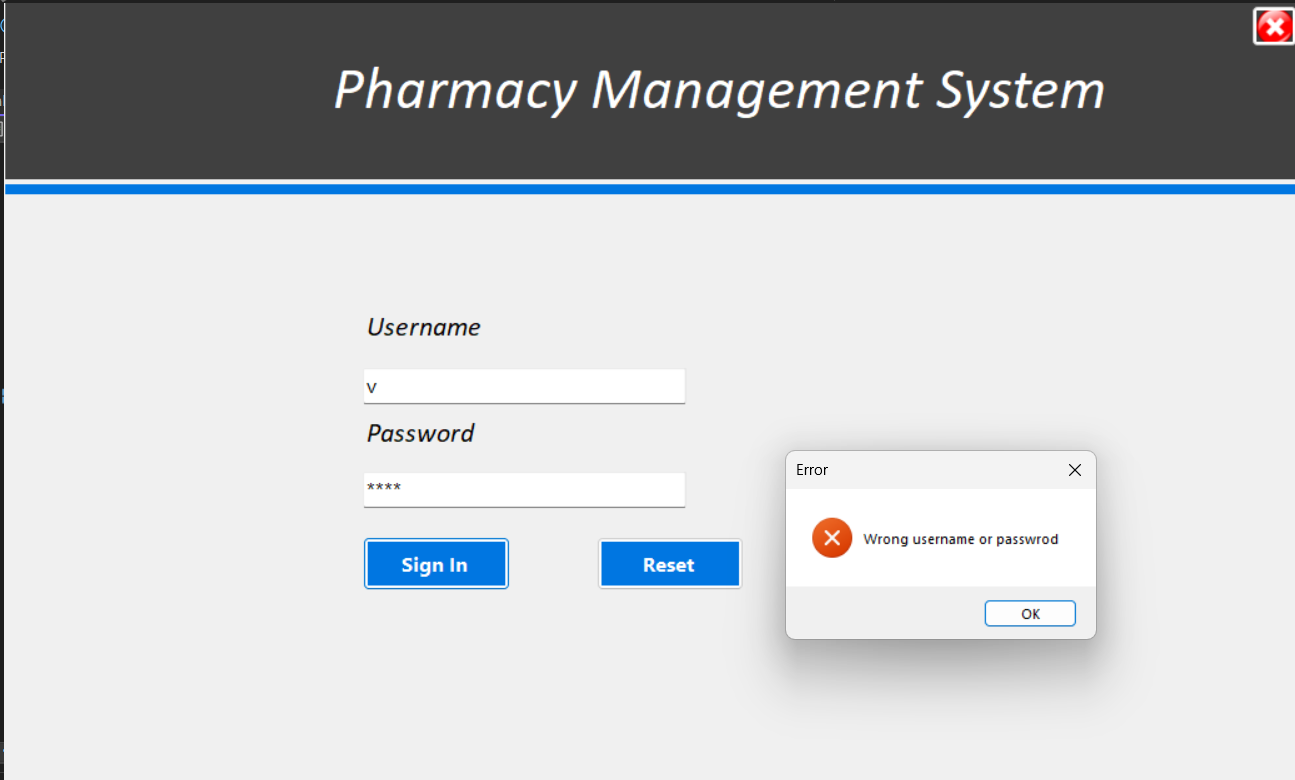 Pharmacy Management System
Username
v
Password
****
Sign In
Reset
Error
Wrong username or passwrod
OK